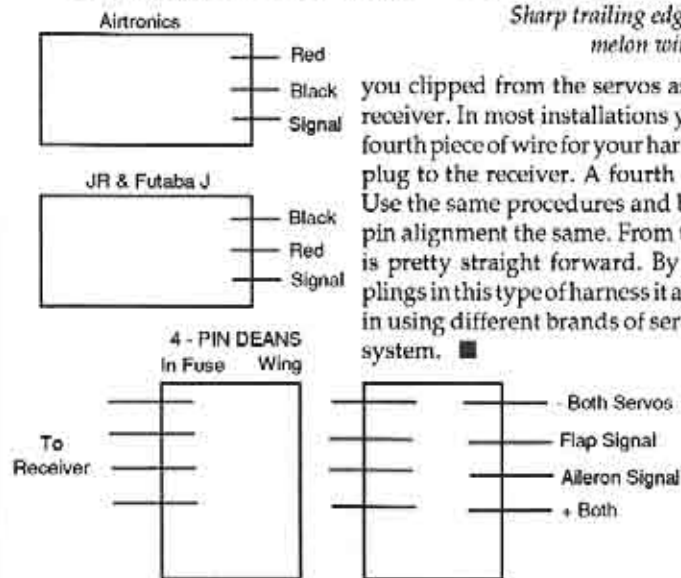 Airtronics
Red
Black
Signal
JR & Futaba J
Black
Red
Signal
Sharp trailing edg
melon wi
you clipped from the servos a
receiver. In most installations y
fourth piece of wire for your har
plug to the receiver. A fourth
Use the same procedures and
pin alignment the same. From
is pretty straight forward. By
plings in this type of harness it a
in using different brands of ser
system. ■
4 - PIN DEANS
In Fuse Wing
To
Receiver
- Both Servos
Flap Signal
Aileron Signal
+ Both